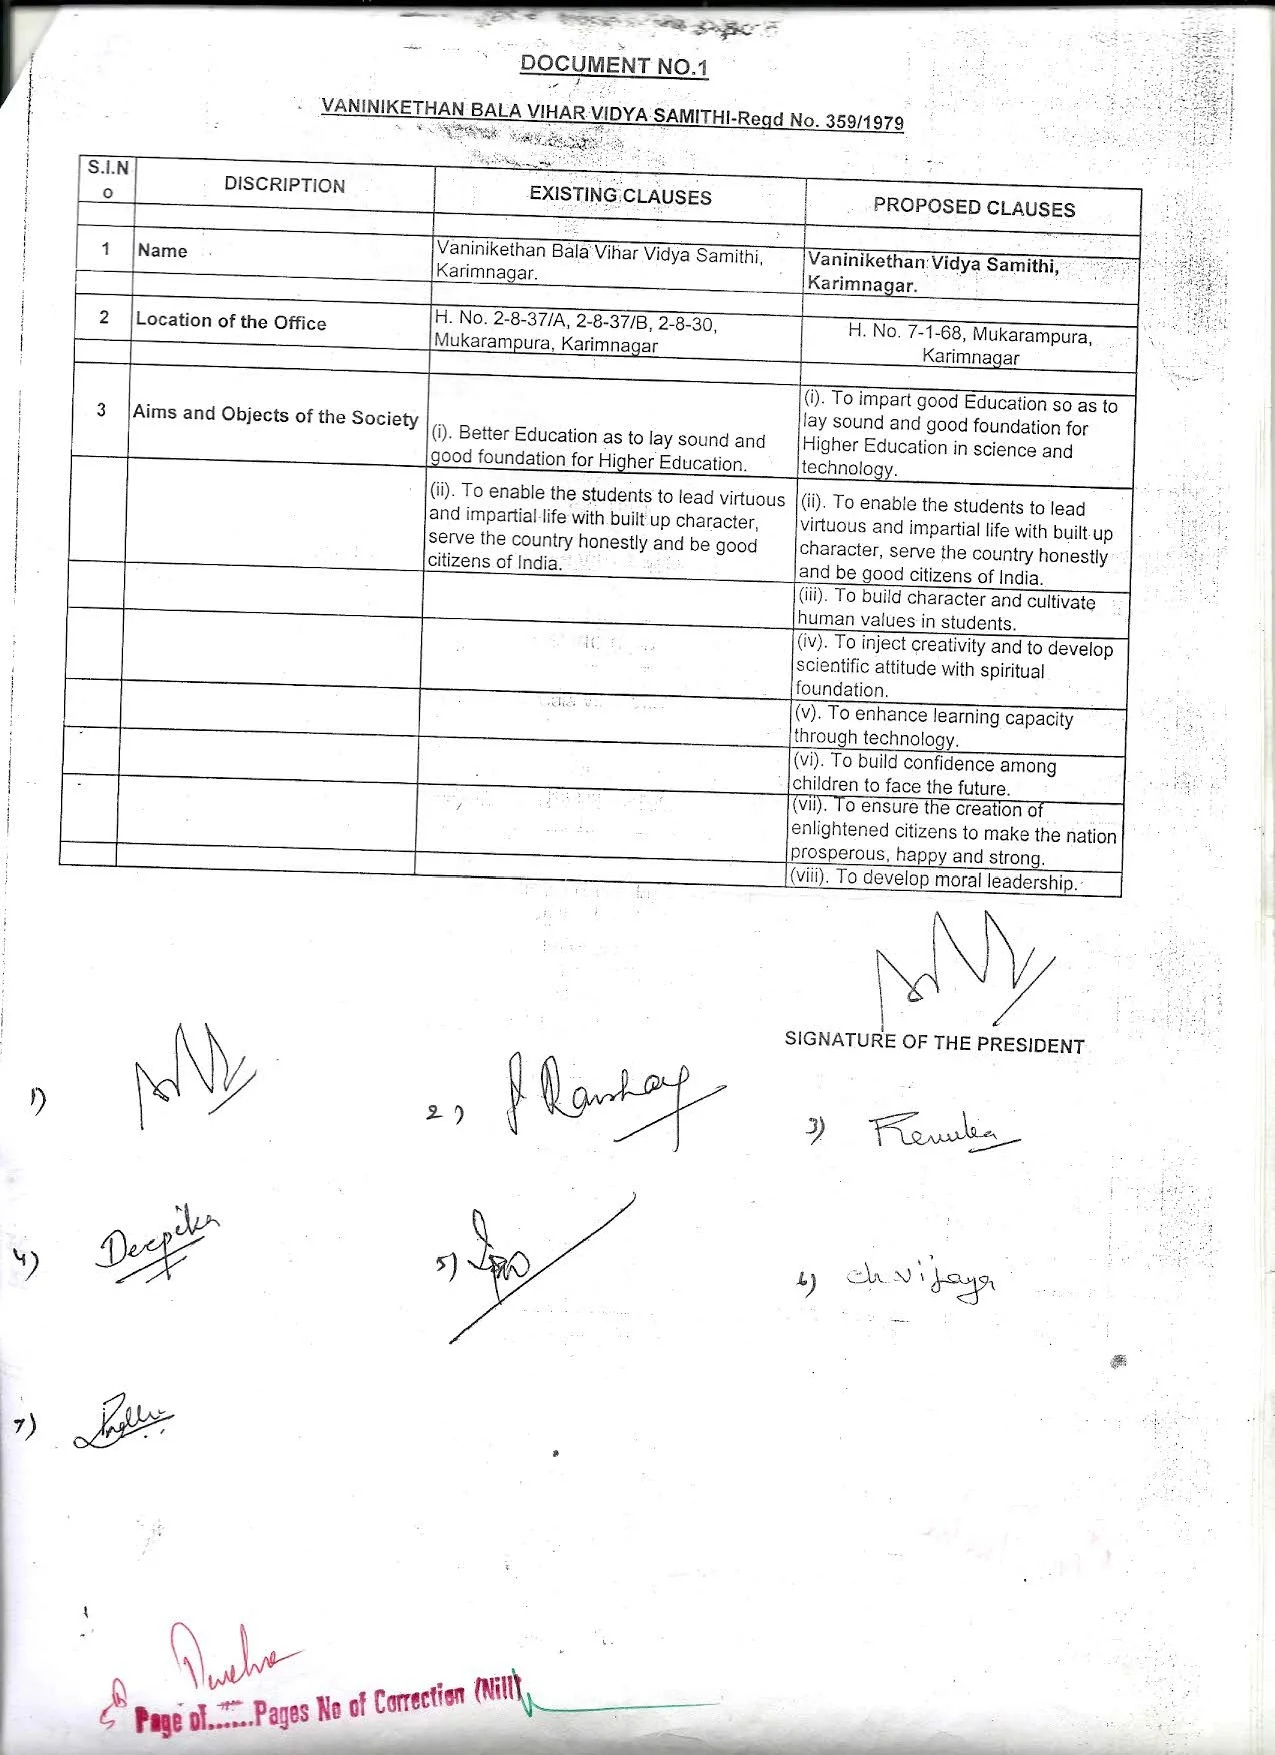 DOCUMENT NO.1
VANINIKETHAN BALA VIHAR VIDYA SAMITHI-Regd No. 359/1979
S.I.N
o
DISCRIPTION
EXISTING CLAUSES
PROPOSED CLAUSES
1
Name
Vaninikethan Bala Vihar Vidya Samithi,
Karimnagar.
Vaninikethan Vidya Samithi,
Karimnagar.
2
Location of the Office
H. No. 2-8-37/A, 2-8-37/B, 2-8-30,
Mukarampura, Karimnagar
H. No. 7-1-68, Mukarampura,
Karimnagar
3
Aims and Objects of the Society
(i). Better Education as to lay sound and
good foundation for Higher Education.
(i). To impart good Education so as to
lay sound and good foundation for
Higher Education in science and
technology.
(ii). To enable the students to lead virtuous
and impartial life with built up character,
serve the country honestly and be good
citizens of India.
(ii). To enable the students to lead
virtuous and impartial life with built up
character, serve the country honestly
and be good citizens of India.
(iii). To build character and cultivate
human values in students.
(iv). To inject creativity and to develop
scientific attitude with spiritual
foundation.
(v). To enhance learning capacity
through technology.
(vi). To build confidence among
children to face the future.
(vii). To ensure the creation of
enlightened citizens to make the nation
prosperous, happy and strong.
(viii). To develop moral leadership.
SIGNATURE OF THE PRESIDENT
1)
2)
3) Renuka
4) Deepika
5)
6) ch vijaya
7)
Page of......Pages No of Correction (Nill)